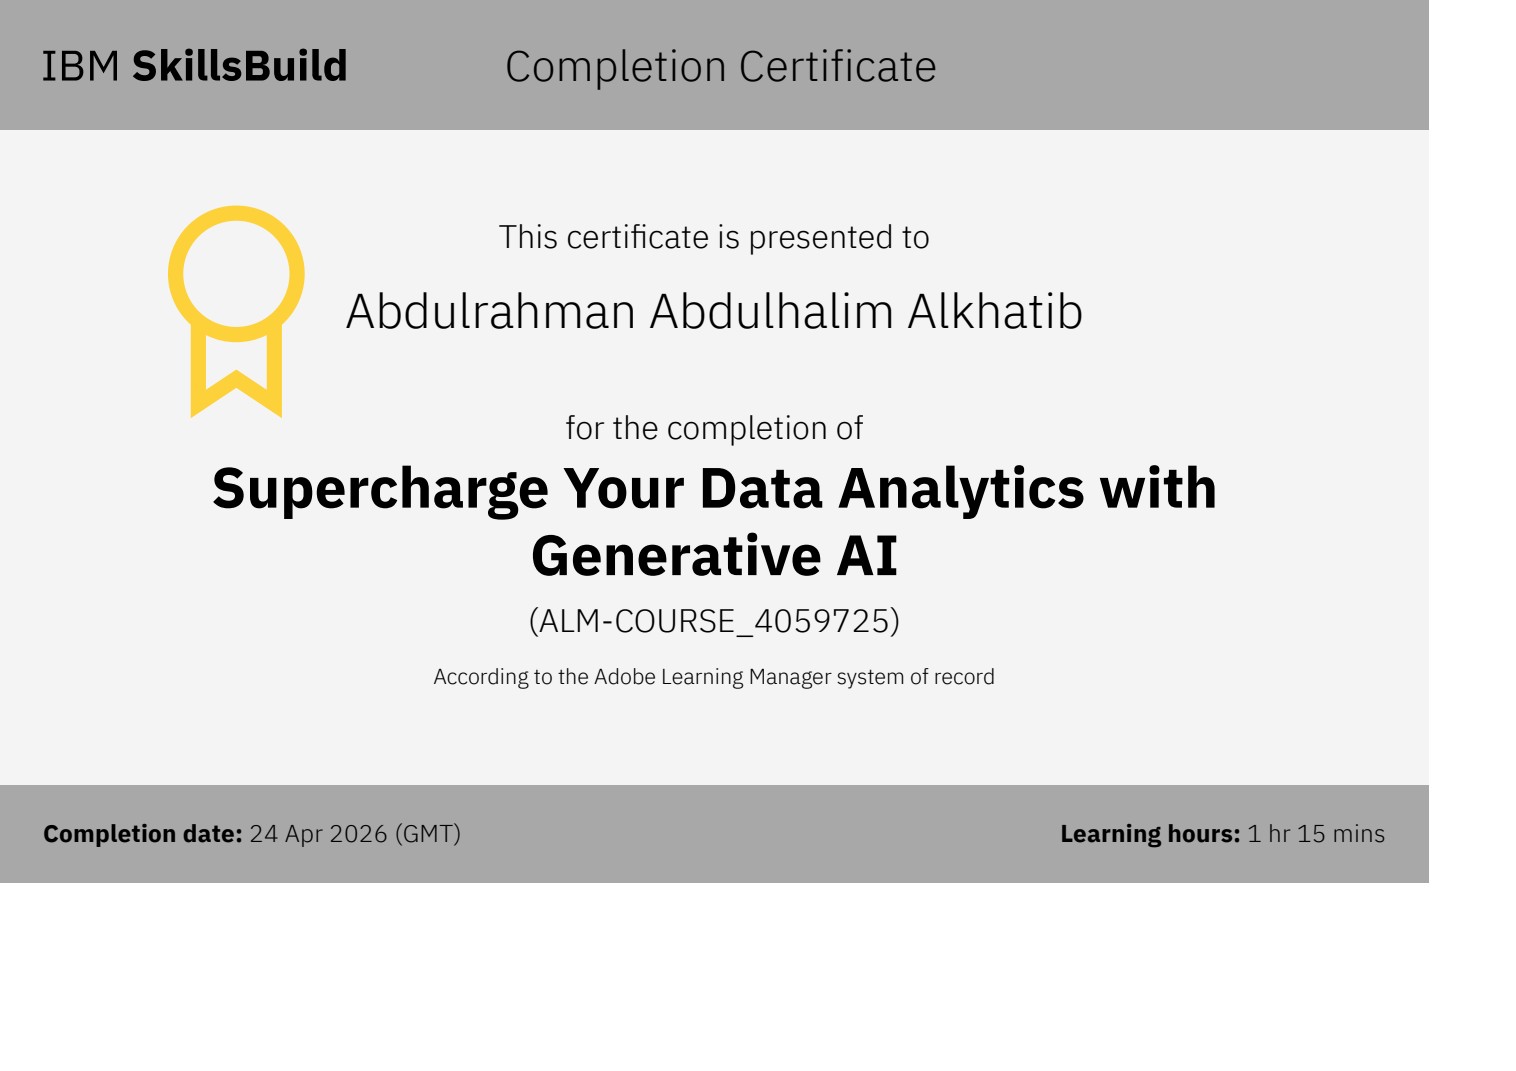 IBM SkillsBuild
Completion Certificate
This certificate is presented to
Abdulrahman Abdulhalim Alkhatib
for the completion of
Supercharge Your Data Analytics with
Generative AI
(ALM-COURSE_4059725)
According to the Adobe Learning Manager system of record
Completion date: 24 Apr 2026 (GMT)
Learning hours: 1 hr 15 mins